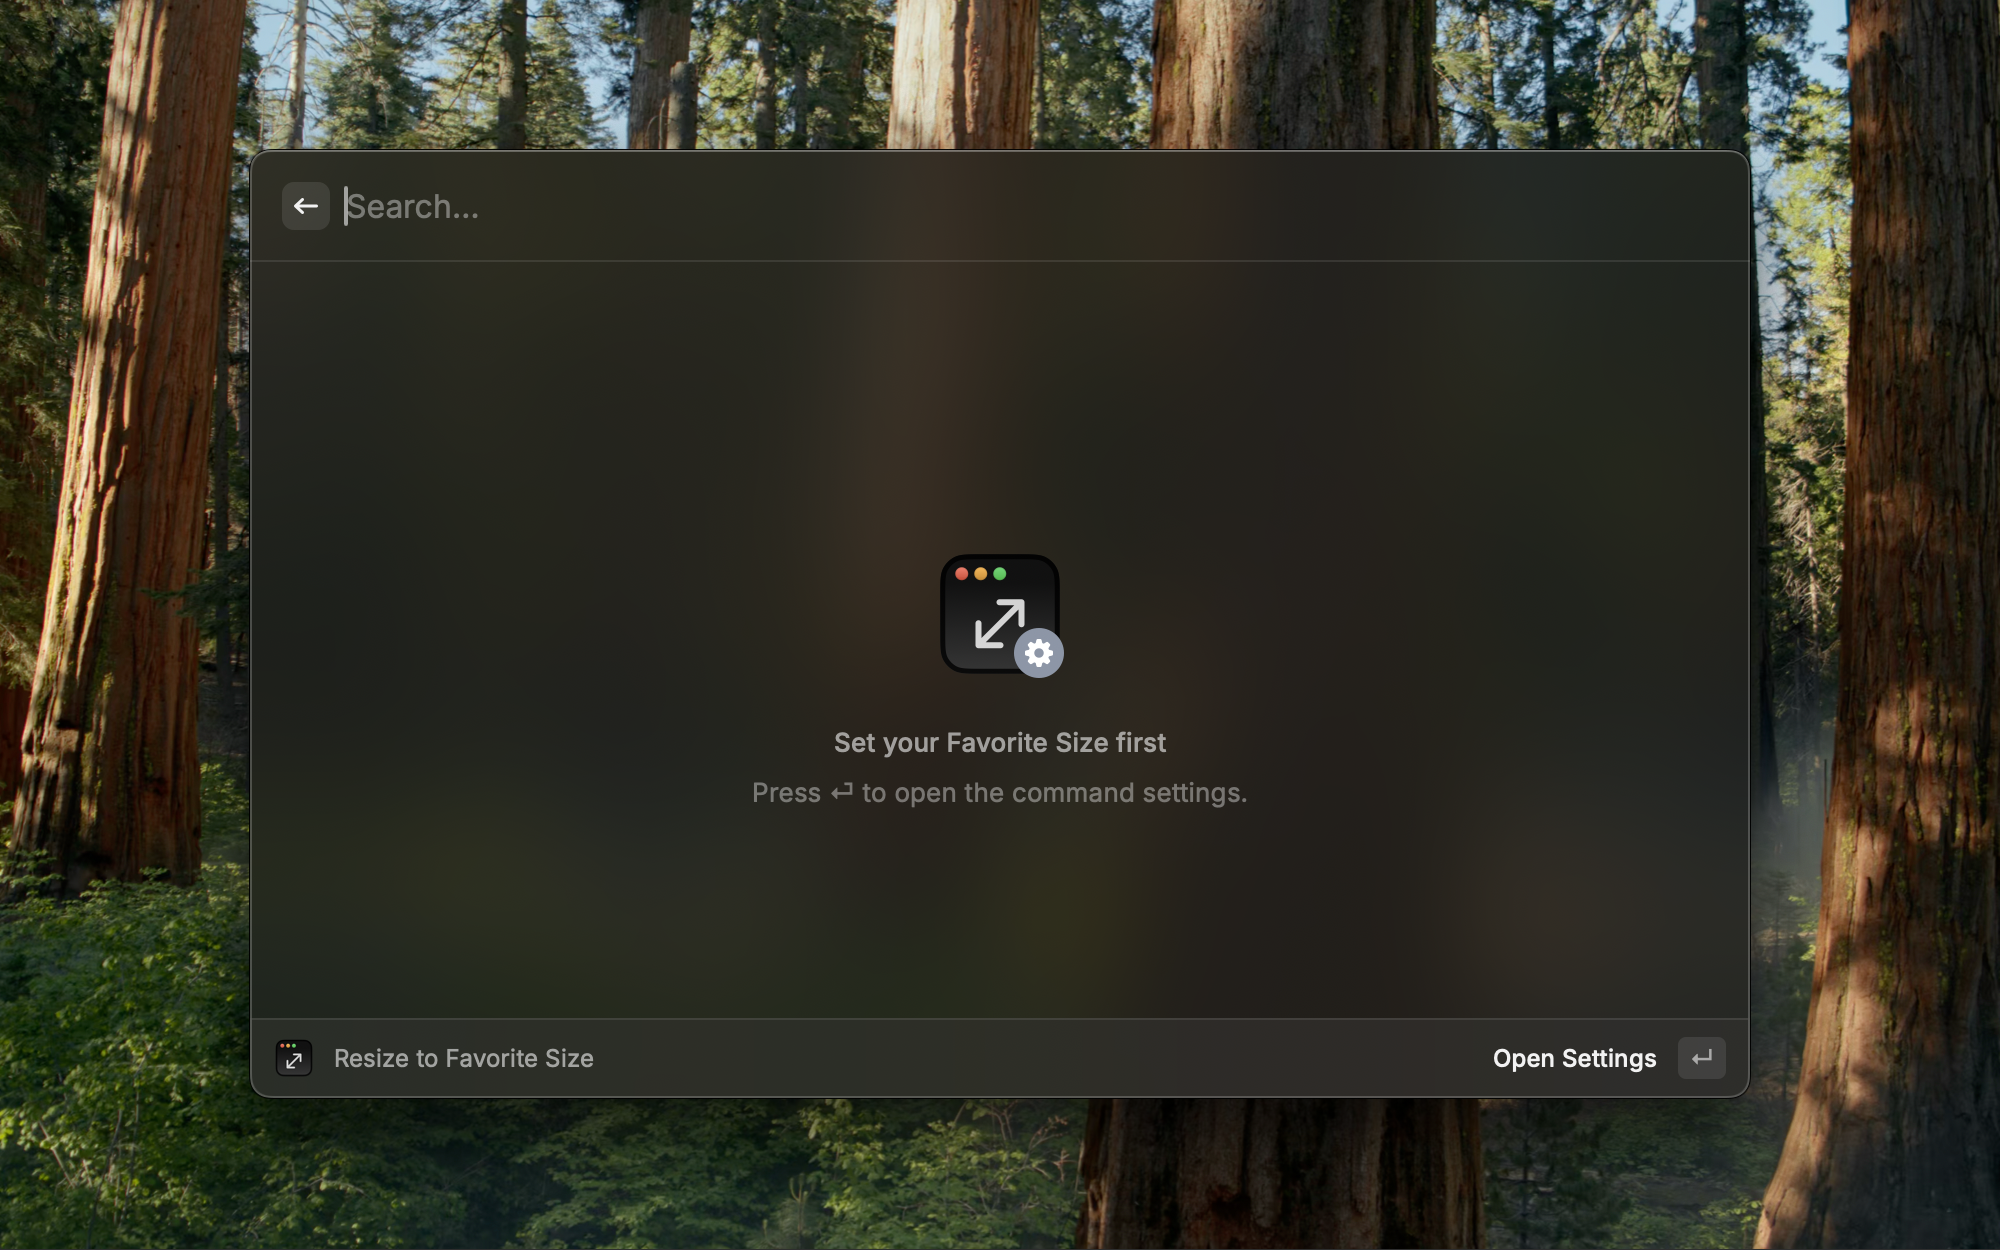 Search...
Set your Favorite Size first
Press ↵ to open the command settings.
Resize to Favorite Size
Open Settings ↵